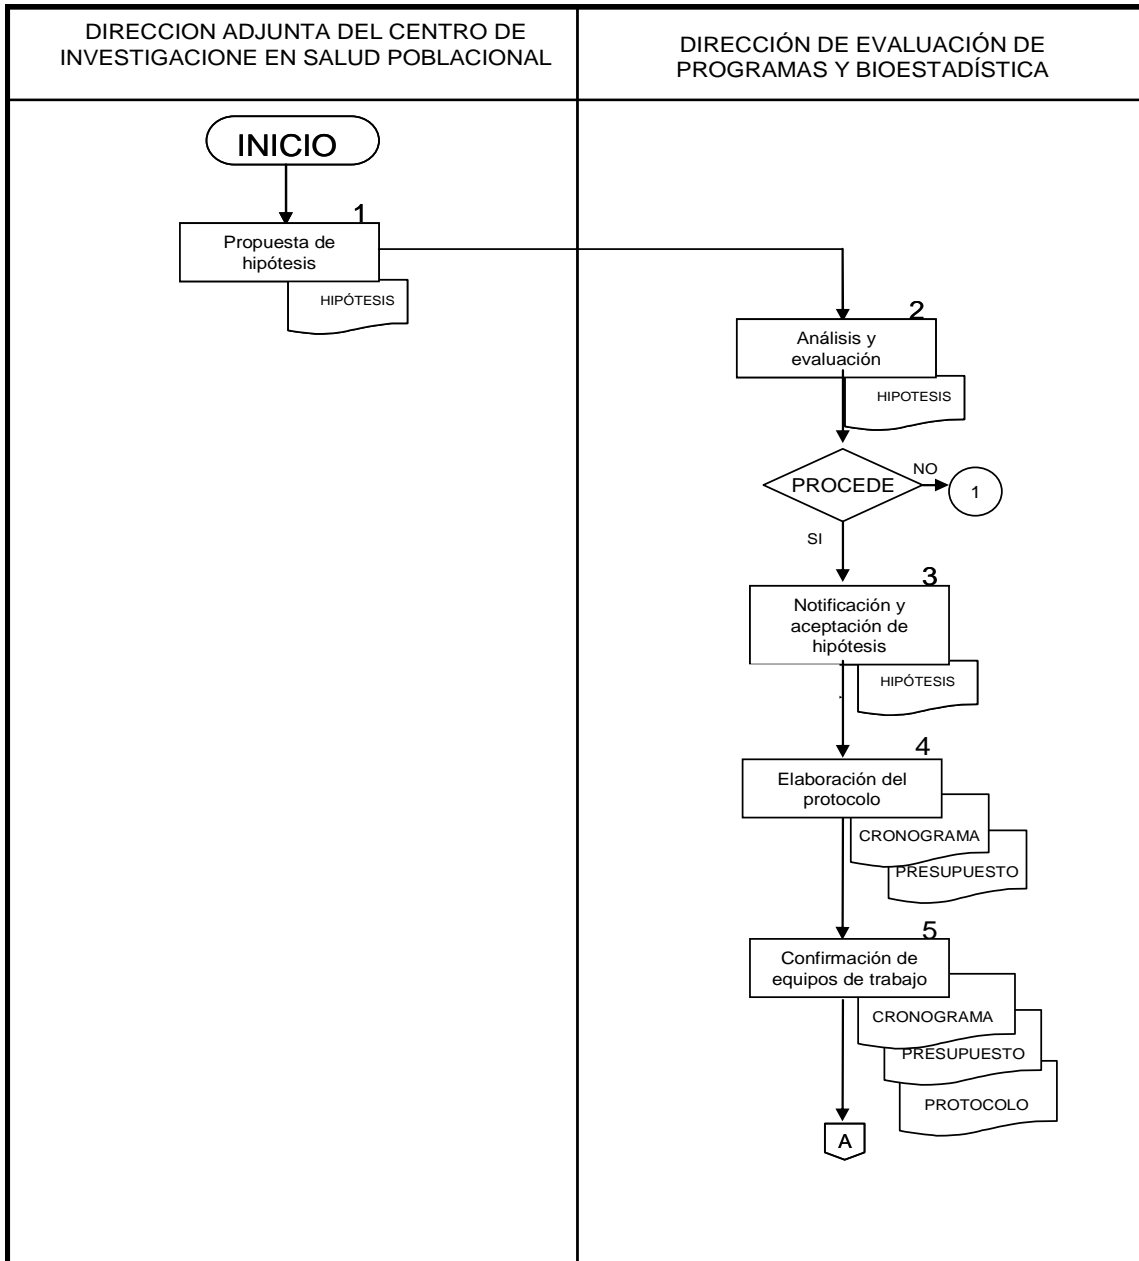 DIRECCION ADJUNTA DEL CENTRO DE
INVESTIGACIONE EN SALUD POBLACIONAL
DIRECCIÓN DE EVALUACIÓN DE
PROGRAMAS Y BIOESTADÍSTICA
INICIO
1
Propuesta de
hipótesis
HIPÓTESIS
2
Análisis y
evaluación
HIPOTESIS
PROCEDE
NO
1
SI
3
Notificación y
aceptación de
hipótesis
HIPÓTESIS
4
Elaboración del
protocolo
CRONOGRAMA
PRESUPUESTO
5
Confirmación de
equipos de trabajo
CRONOGRAMA
PRESUPUESTO
PROTOCOLO
A